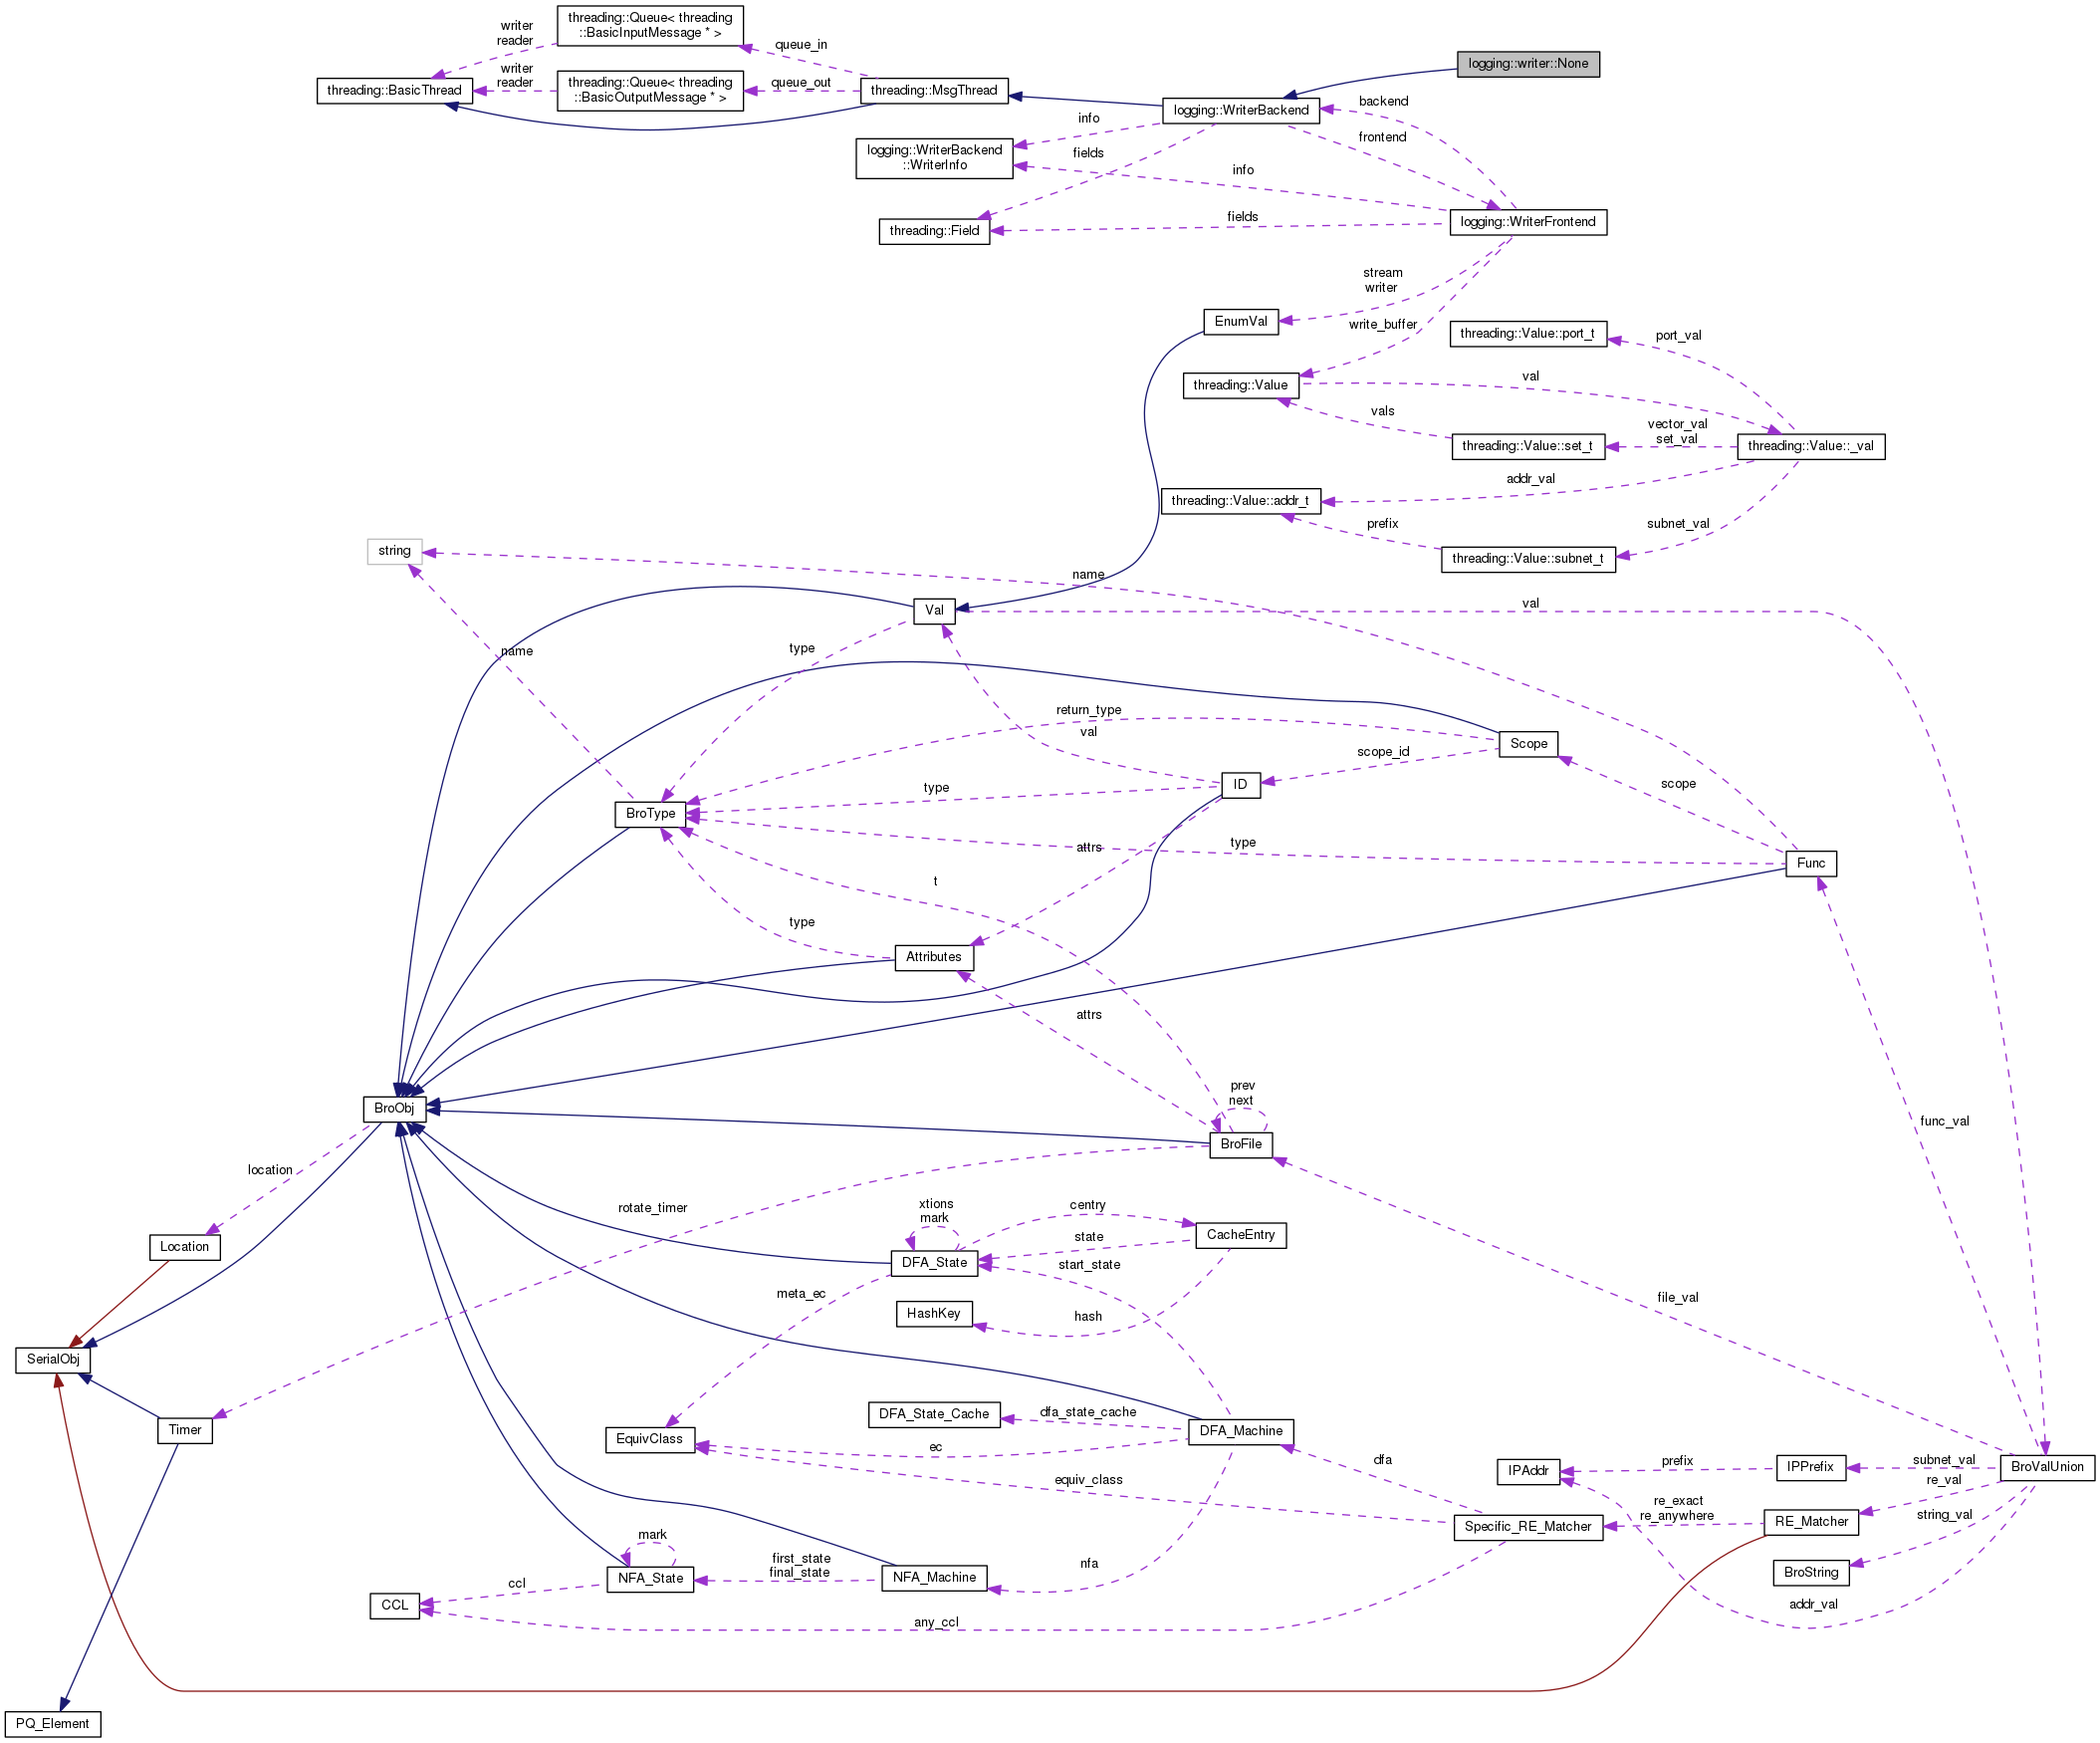 threading::Queue< threading
::BasicInputMessage * >
writer
reader
queue_in
logging::writer::None
threading::BasicThread
writer
reader
threading::Queue< threading
::BasicOutputMessage * >
queue_out
threading::MsgThread
logging::WriterBackend
backend
info
frontend
logging::WriterBackend
::WriterInfo
fields
info
threading::Field
fields
logging::WriterFrontend
stream
writer
EnumVal
write_buffer
threading::Value::port_t
port_val
threading::Value
val
vals
vector_val
set_val
threading::Value::set_t
threading::Value::_val
addr_val
threading::Value::addr_t
prefix
subnet_val
threading::Value::subnet_t
string
name
Val
val
name
type
return_type
val
Scope
scope_id
ID
scope
type
BroType
attrs
type
Func
t
type
Attributes
attrs
prev
next
BroObj
BroFile
func_val
location
rotate_timer
xtions
mark
centry
Location
state
CacheEntry
DFA_State
start_state
meta_ec
HashKey
hash
file_val
SerialObj
Timer
DFA_State_Cache
dfa_state_cache
DFA_Machine
EquivClass
ec
dfa
equiv_class
IPAddr
prefix
IPPrefix
subnet_val
BroValUnion
re_val
re_exact
re_anywhere
RE_Matcher
string_val
Specific_RE_Matcher
mark
first_state
final_state
nfa
NFA_State
NFA_Machine
BroString
ccl
CCL
any_ccl
addr_val
PQ_Element